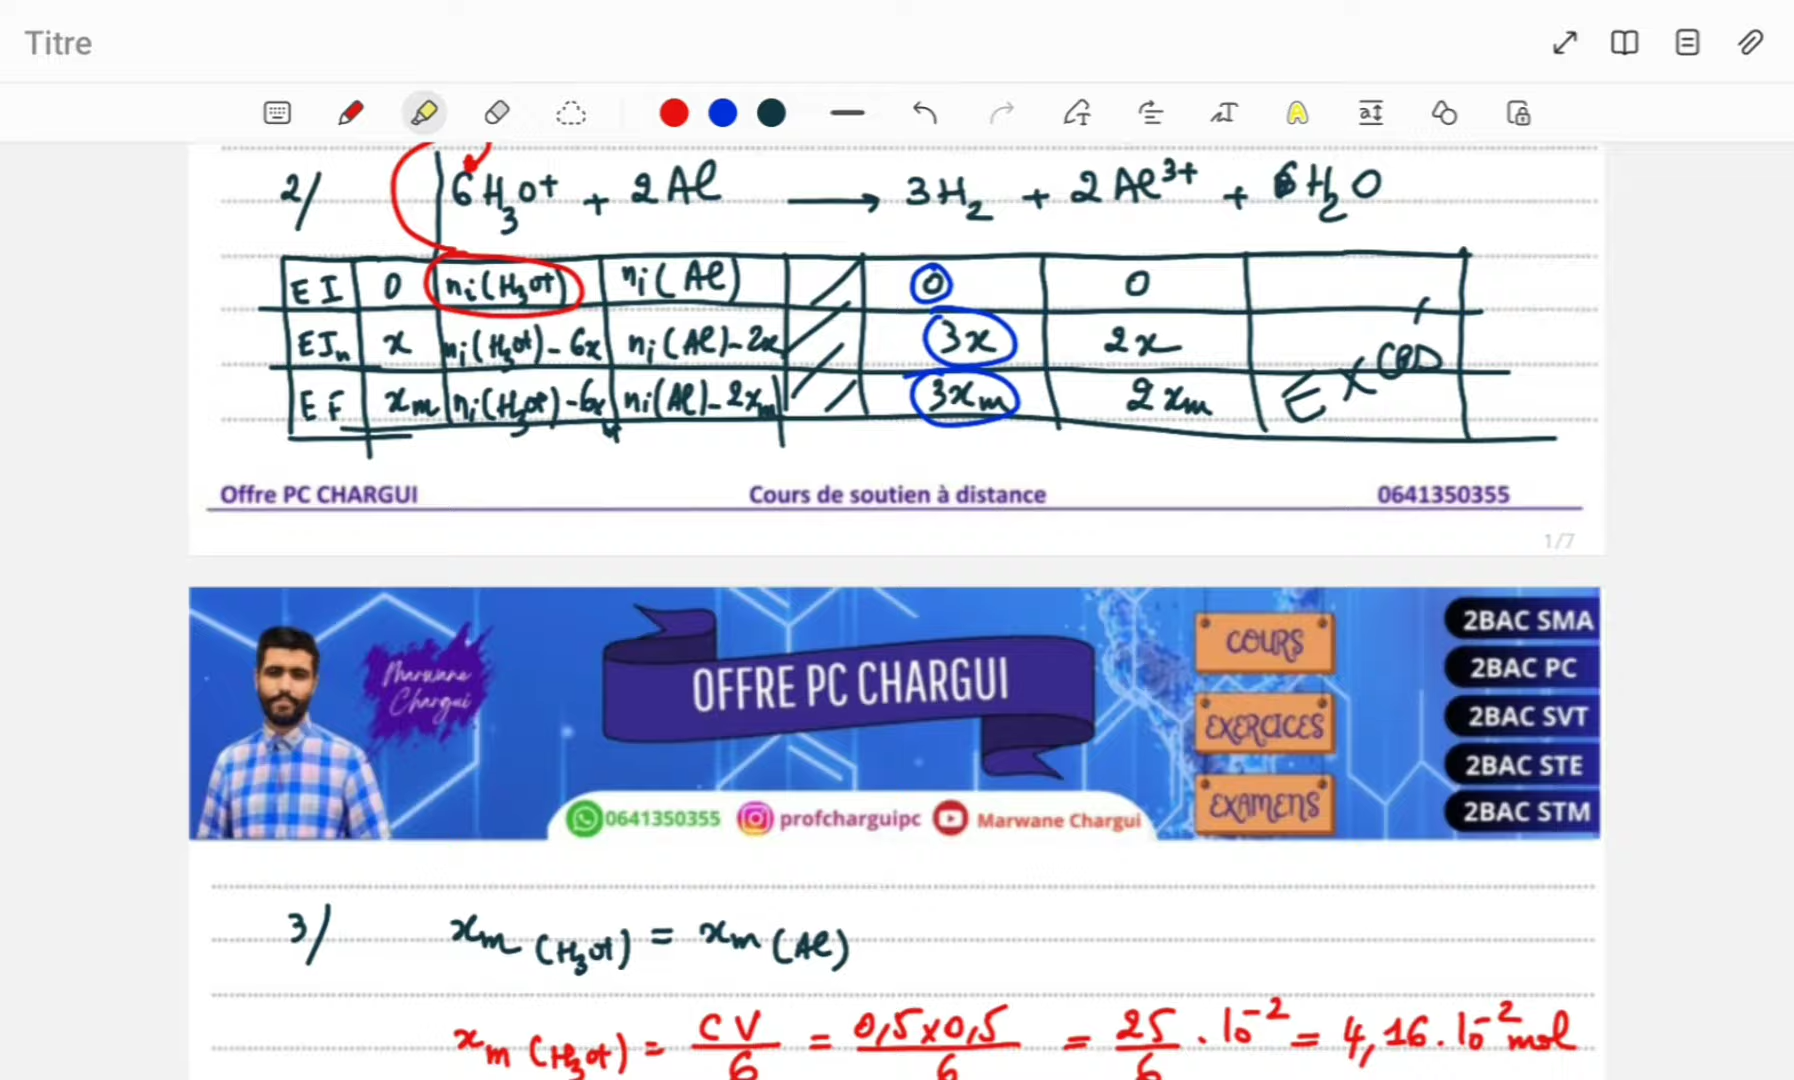 Titre
2/ 6H₃O⁺ + 2Al ⟶ 3H₂ + 2Al³⁺ + 6H₂O
EI 0 nᵢ(H₃O⁺) nᵢ(Al) 0 0
EIn x nᵢ(H₃O⁺)-6x nᵢ(Al)-2x 3x 2x
EF xm nᵢ(H₃O⁺)-6xm nᵢ(Al)-2xm 3xm 2xm
Offre PC CHARGUI Cours de soutien à distance 0641350355
1/7
Marwane
Chargui
OFFRE PC CHARGUI
COURS
EXERCICES
EXAMENS
2BAC SMA
2BAC PC
2BAC SVT
2BAC STE
2BAC STM
0641350355 profcharguipc Marwane Chargui
3/ xm (H₃O⁺) = xm (Al)
xm (H₃O⁺) = CV/6 = 0,5x0,5/6 = 25/6 . 10⁻² = 4,16.10⁻² mol